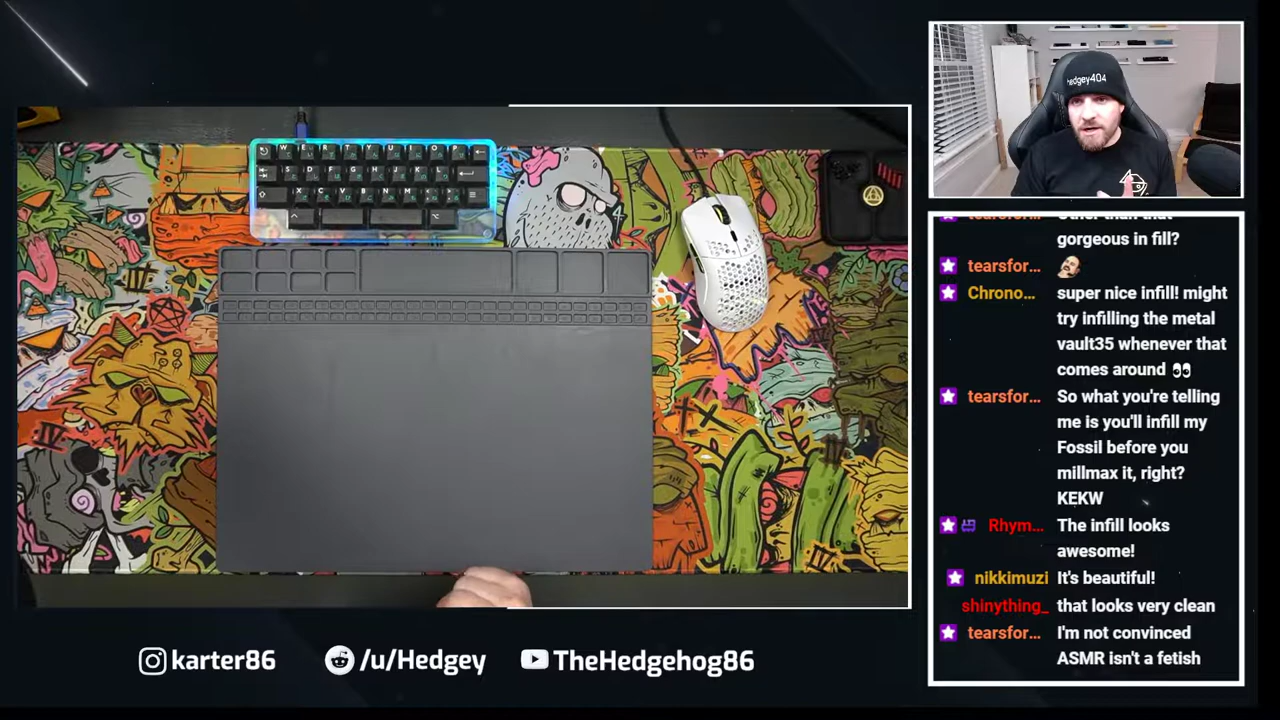 hedgey404
W E R T Y U I O P
S D F G H J K L
X C V B N M
IV
IV
IV
gorgeous in fill?
tearsfor...
Chrono... super nice infill! might
try infilling the metal
vault35 whenever that
comes around 👀
tearsfor... So what you're telling
me is you'll infill my
Fossil before you
millmax it, right?
KEKW
Rhym... The infill looks
awesome!
nikkimuzi It's beautiful!
shinything_ that looks very clean
tearsfor... I'm not convinced
ASMR isn't a fetish
karter86
/u/Hedgey
TheHedgehog86